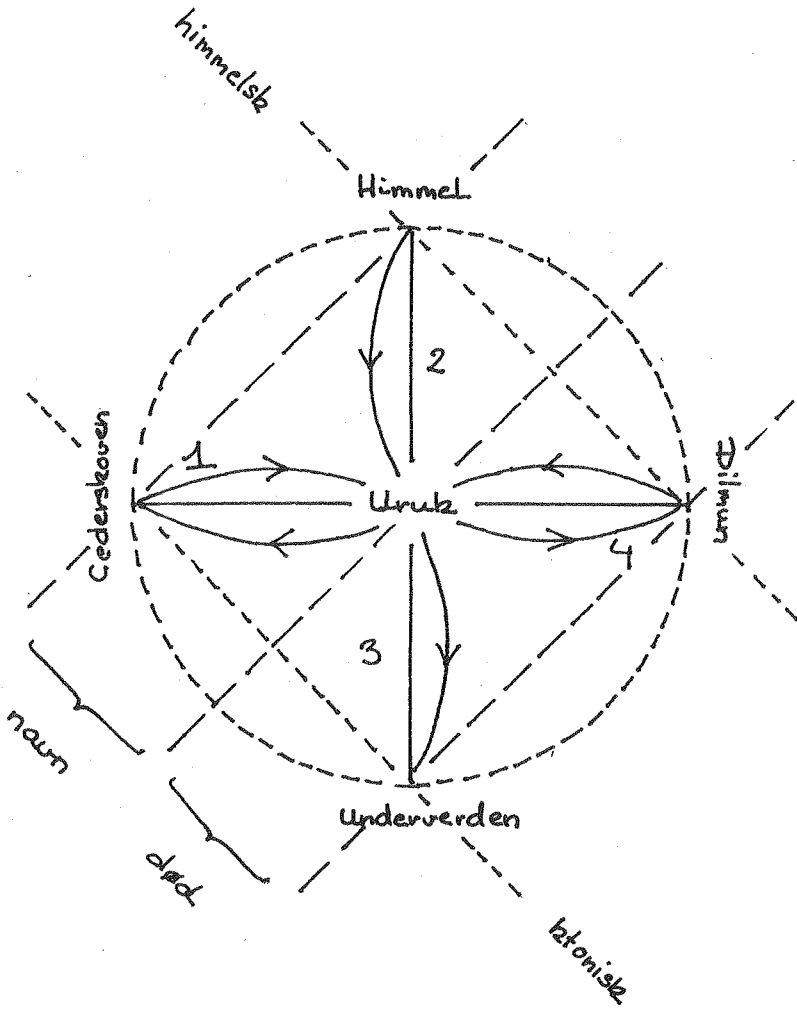 himmelsk
Himmel
2
Cederskoven
1
Uruk
Dilmun
4
3
navn
Underverden
død
ktonisk